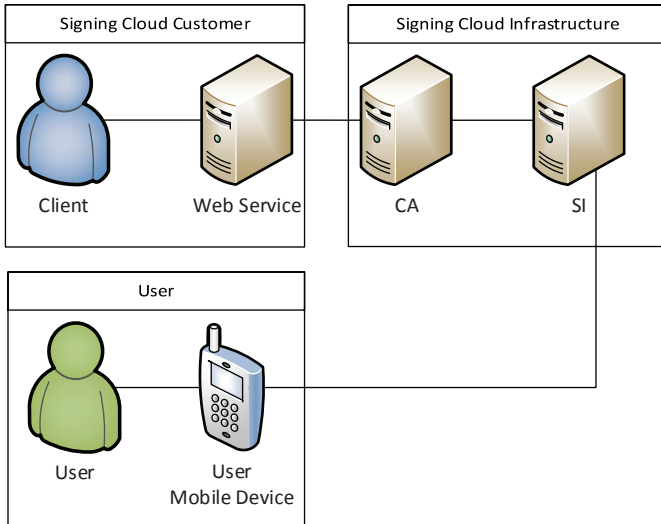 Signing Cloud Customer
Signing Cloud Infrastructure
Client
Web Service
CA
SI
User
User
User
Mobile Device